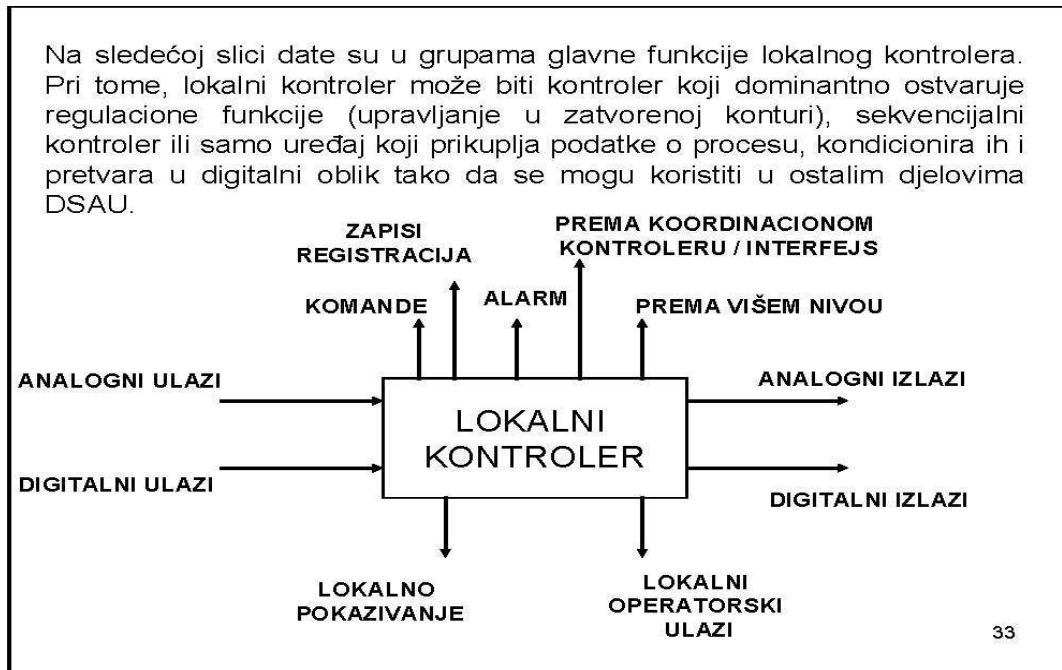 Na sledećoj slici date su u grupama glavne funkcije lokalnog kontrolera.
Pri tome, lokalni kontroler može biti kontroler koji dominantno ostvaruje
regulacione funkcije (upravljanje u zatvorenoj konturi), sekvencijalni
kontroler ili samo uređaj koji prikuplja podatke o procesu, kondicionira ih i
pretvara u digitalni oblik tako da se mogu koristiti u ostalim djelovima
DSAU.
ZAPISI
REGISTRACIJA
PREMA KOORDINACIONOM
KONTROLERU / INTERFEJS
KOMANDE
ALARM
PREMA VIŠEM NIVOU
ANALOGNI ULAZI
ANALOGNI IZLAZI
LOKALNI
KONTROLER
DIGITALNI ULAZI
DIGITALNI IZLAZI
LOKALNO
POKAZIVANJE
LOKALNI
OPERATORSKI
ULAZI
33